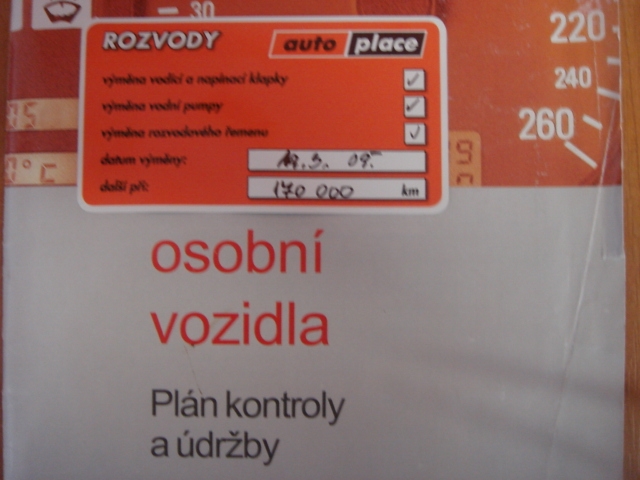 30
ROZVODY auto place
výměna vodící a napínací kladky
výměna vodní pumpy
výměna rozvodového řemenu
datum výměny: 19.3. 09.
další při: 170 000 km
220
240
260
osobní
vozidla
Plán kontroly
a údržby